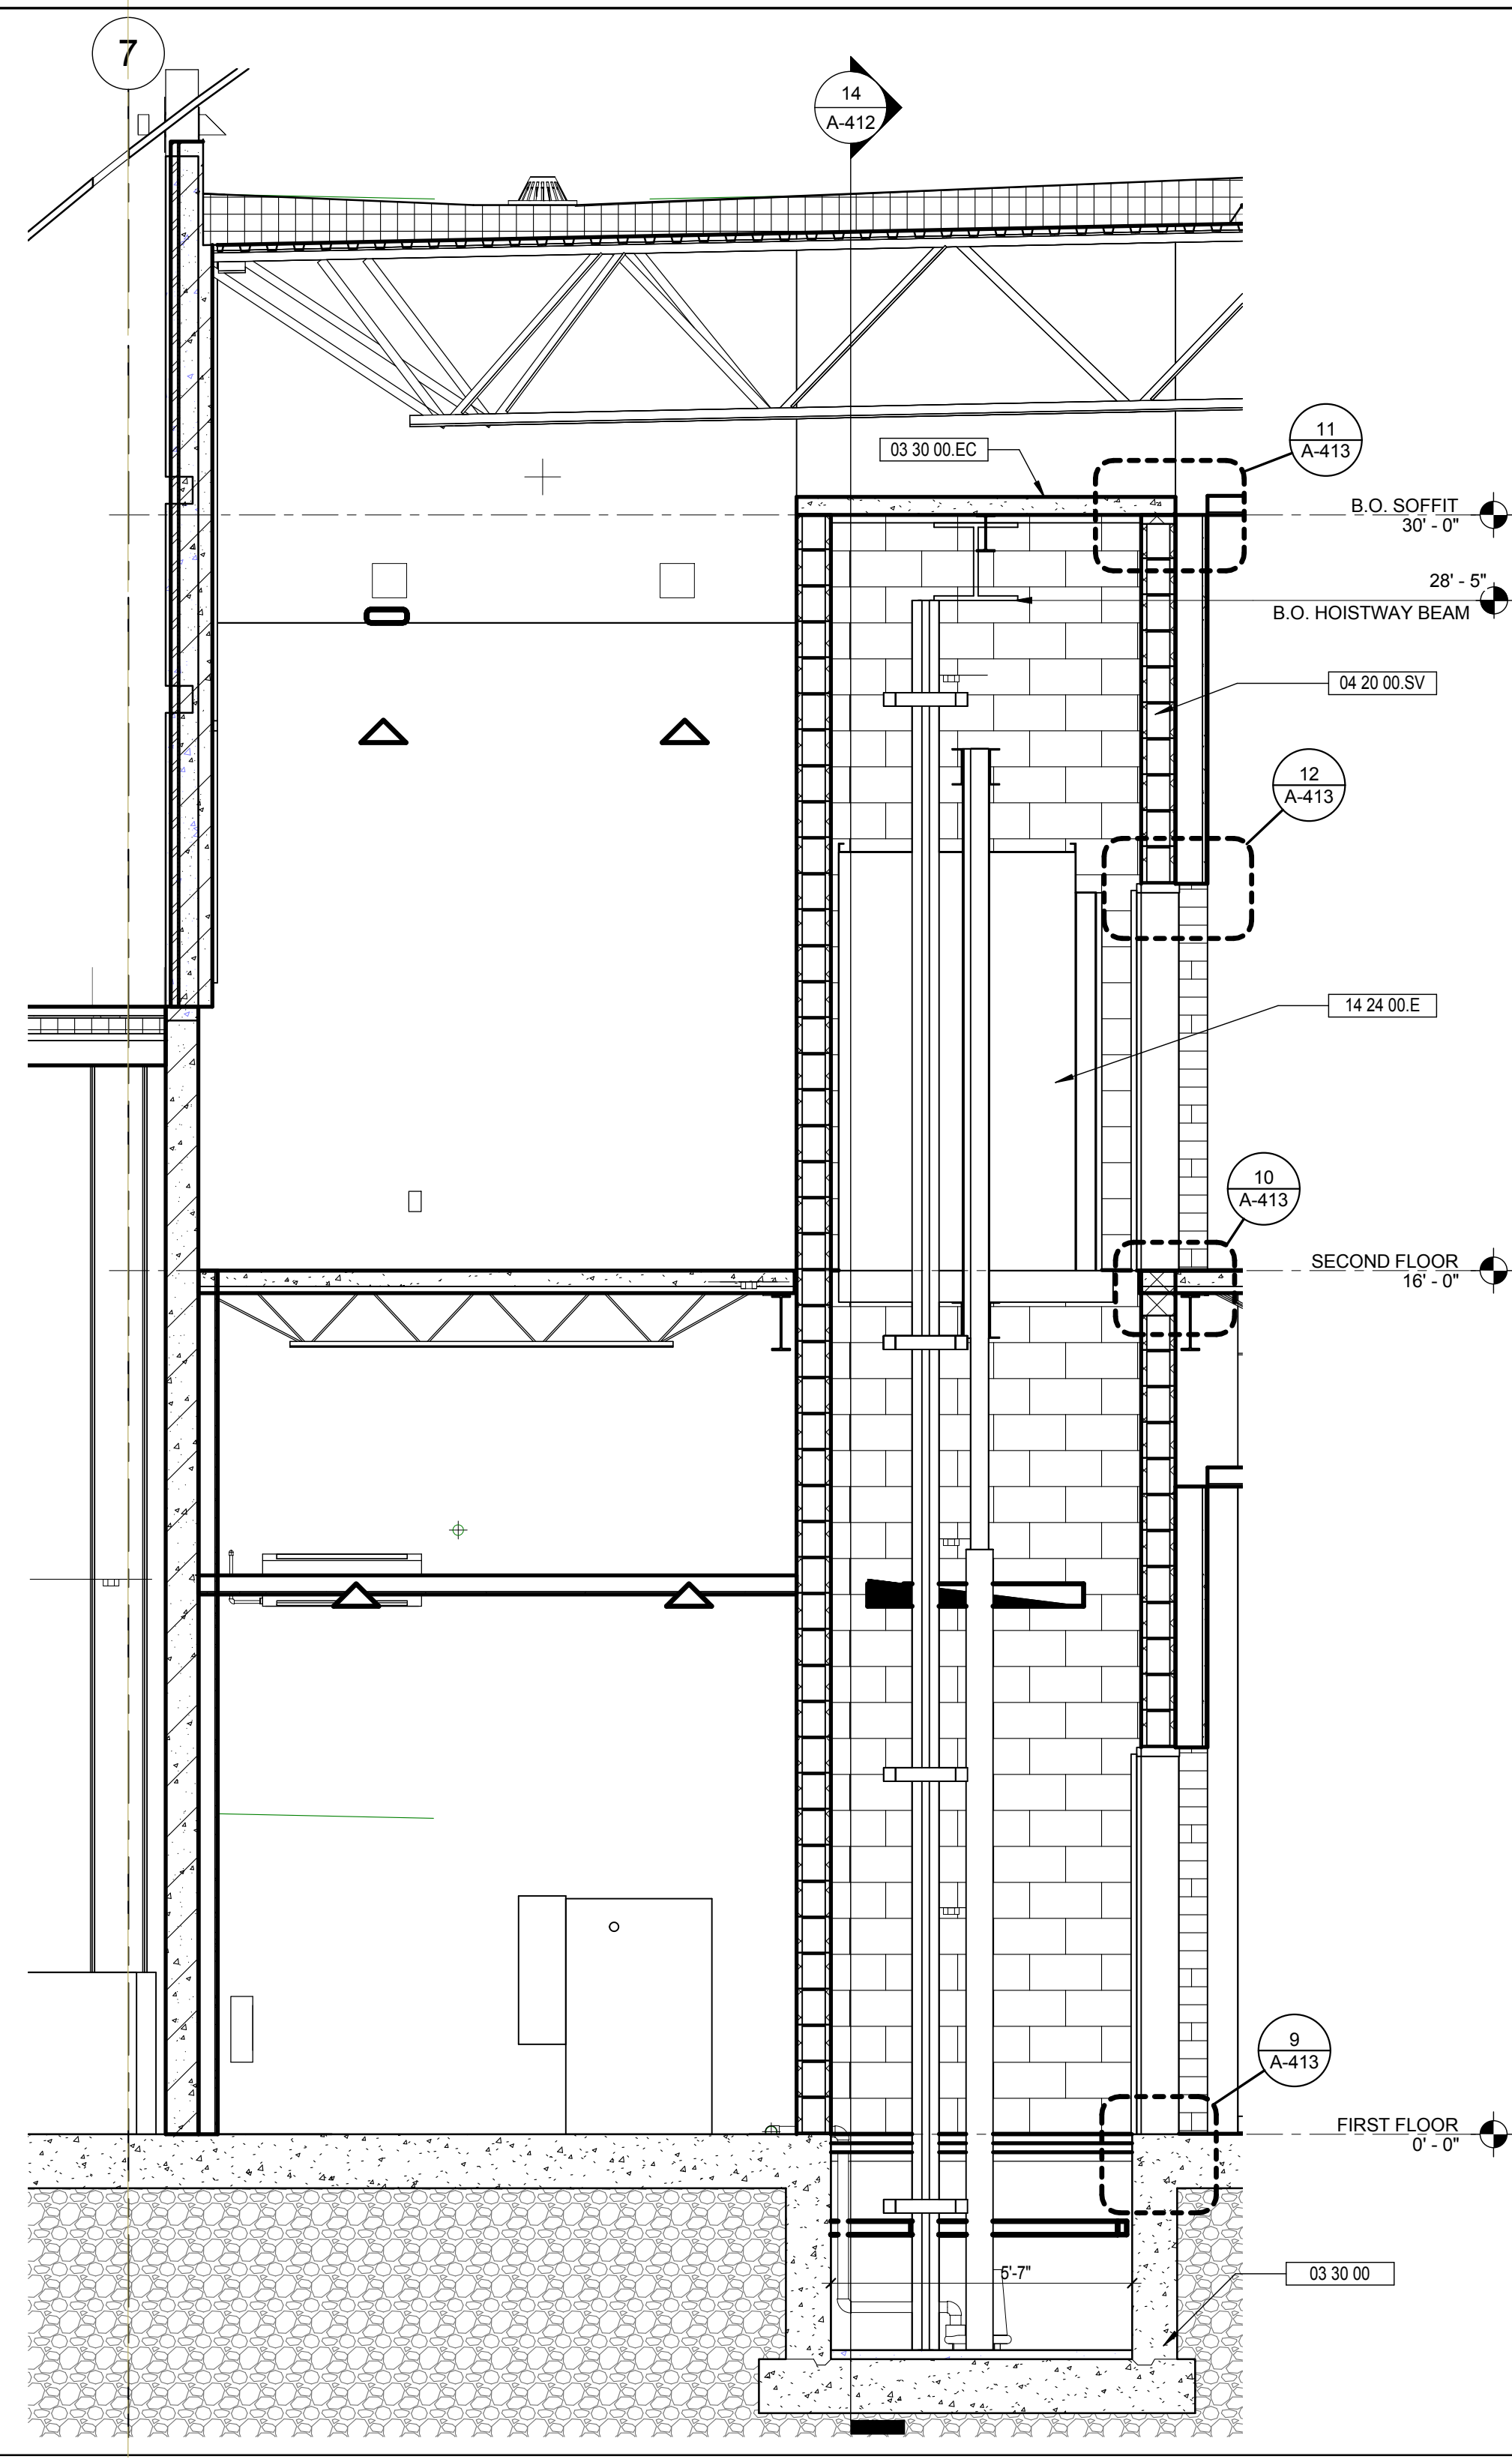 7
14
A-412
11
A-413
03 30 00.EC
B.O. SOFFIT
30' - 0"
28' - 5"
B.O. HOISTWAY BEAM
04 20 00.SV
12
A-413
14 24 00.E
10
A-413
SECOND FLOOR
16' - 0"
9
A-413
FIRST FLOOR
0' - 0"
5'-7"
03 30 00